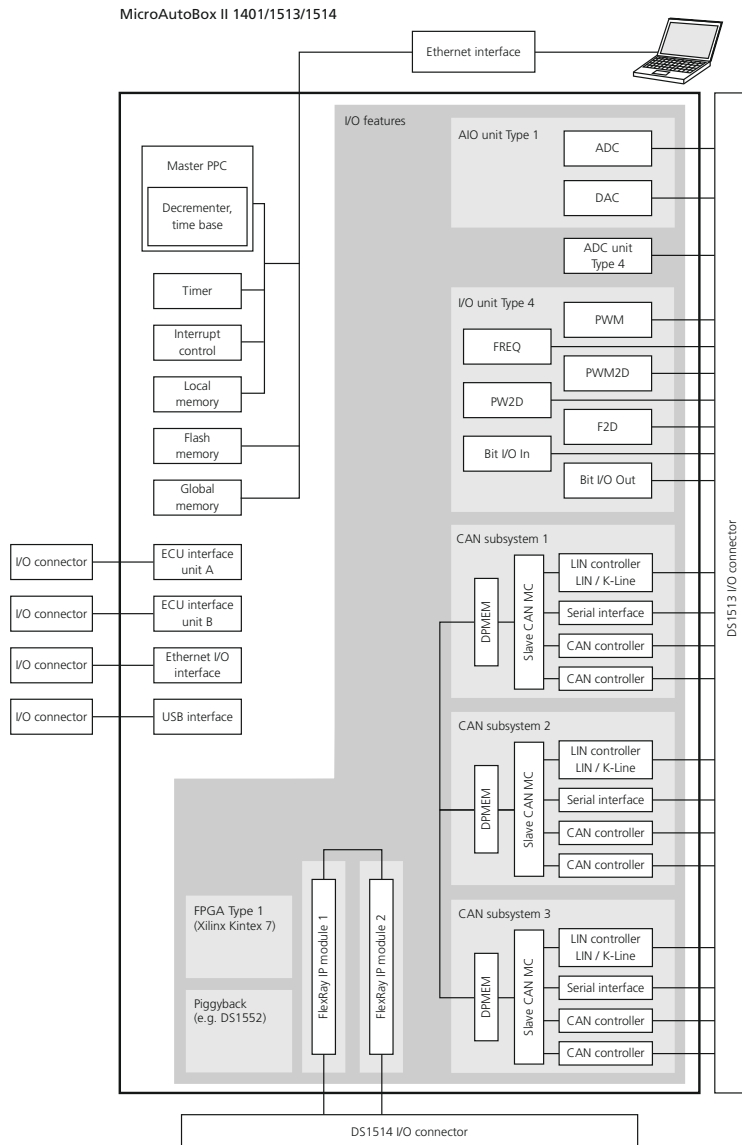 MicroAutoBox II 1401/1513/1514
Ethernet interface
I/O features
Master PPC
Decrementer,
time base
Timer
Interrupt
control
Local
memory
Flash
memory
Global
memory
I/O connector
ECU interface
unit A
I/O connector
ECU interface
unit B
I/O connector
Ethernet I/O
interface
I/O connector
USB interface
AIO unit Type 1
ADC
DAC
ADC unit
Type 4
I/O unit Type 4
PWM
FREQ
PWM2D
PW2D
F2D
Bit I/O In
Bit I/O Out
CAN subsystem 1
DPMEM
Slave CAN MC
LIN controller
LIN / K-Line
Serial interface
CAN controller
CAN controller
CAN subsystem 2
DPMEM
Slave CAN MC
LIN controller
LIN / K-Line
Serial interface
CAN controller
CAN controller
CAN subsystem 3
DPMEM
Slave CAN MC
LIN controller
LIN / K-Line
Serial interface
CAN controller
CAN controller
FPGA Type 1
(Xilinx Kintex 7)
Piggyback
(e.g. DS1552)
FlexRay IP module 1
FlexRay IP module 2
DS1513 I/O connector
DS1514 I/O connector